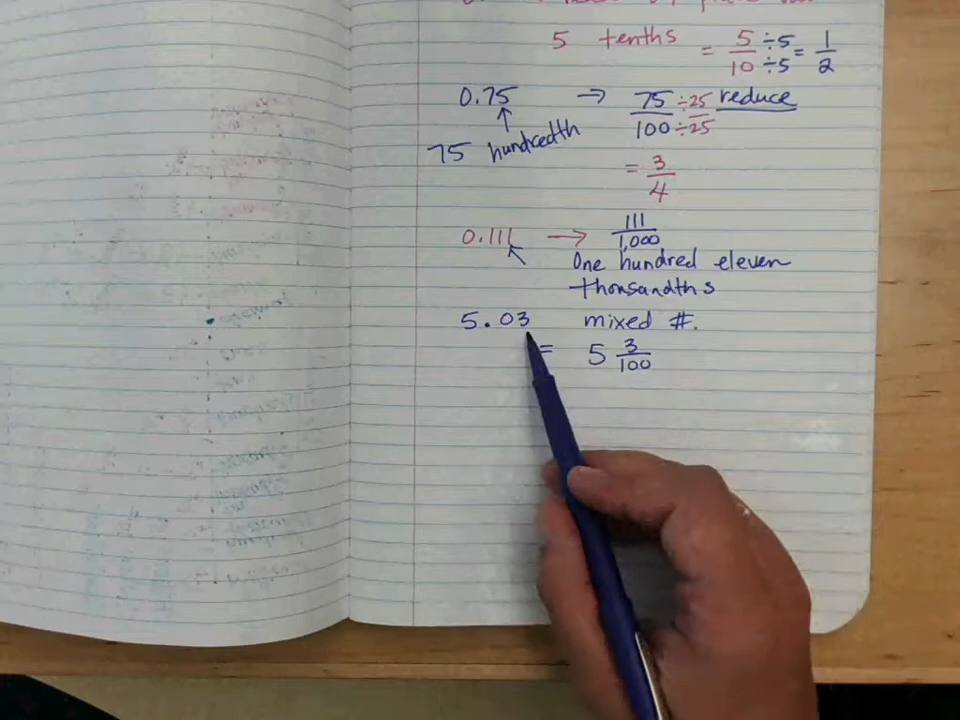 5 tenths = 5/10 ÷5/÷5 = 1/2
0.75 → 75/100 ÷25/÷25 reduce
75 hundredth
= 3/4
0.111 → 111/1,000
One hundred eleven
thousandths
5.03 mixed #.
= 5 3/100